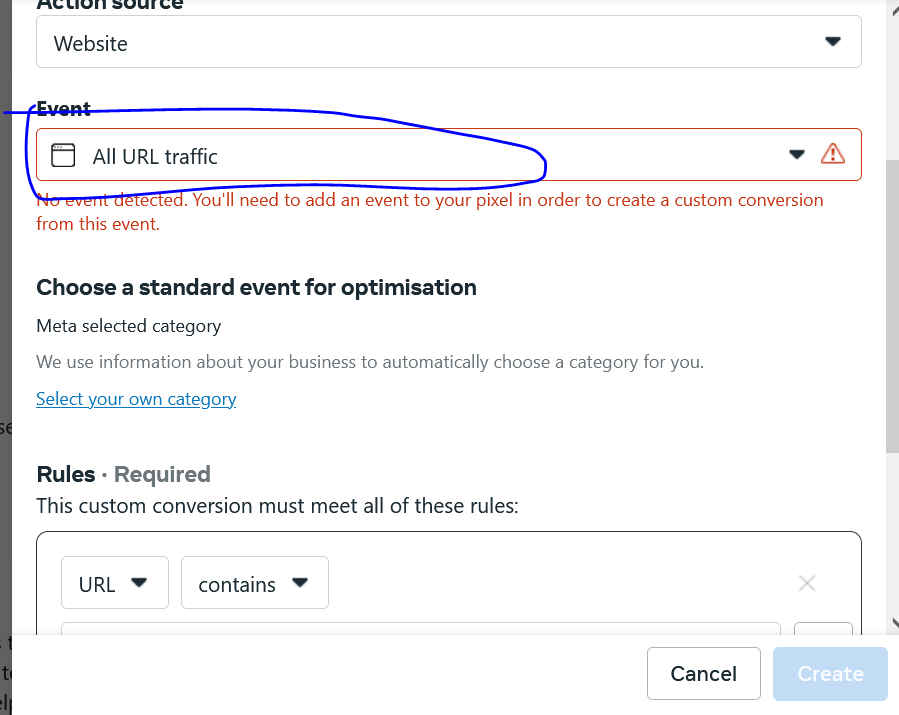 Action source
Website
Event
All URL traffic
No event detected. You'll need to add an event to your pixel in order to create a custom conversion
from this event.
Choose a standard event for optimisation
Meta selected category
We use information about your business to automatically choose a category for you.
Select your own category
Rules · Required
This custom conversion must meet all of these rules:
URL
contains
Cancel
Create